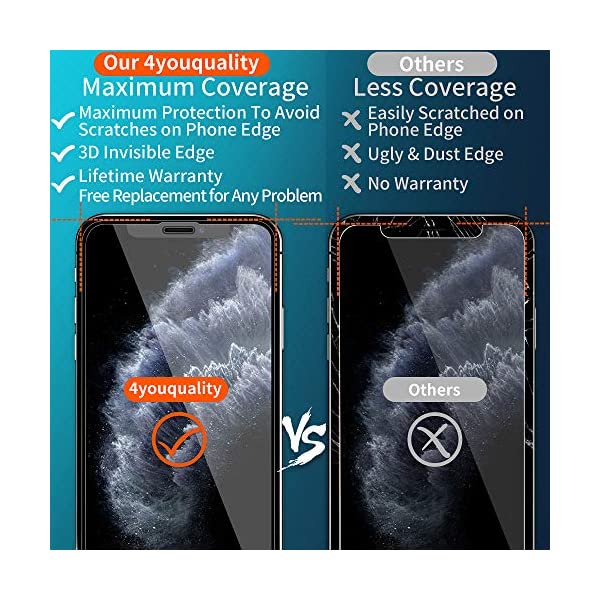 Our 4youquality
Maximum Coverage
Maximum Protection To Avoid
Scratches on Phone Edge
3D Invisible Edge
Lifetime Warranty
Free Replacement for Any Problem
Others
Less Coverage
Easily Scratched on
Phone Edge
Ugly & Dust Edge
No Warranty
4youquality
VS
Others